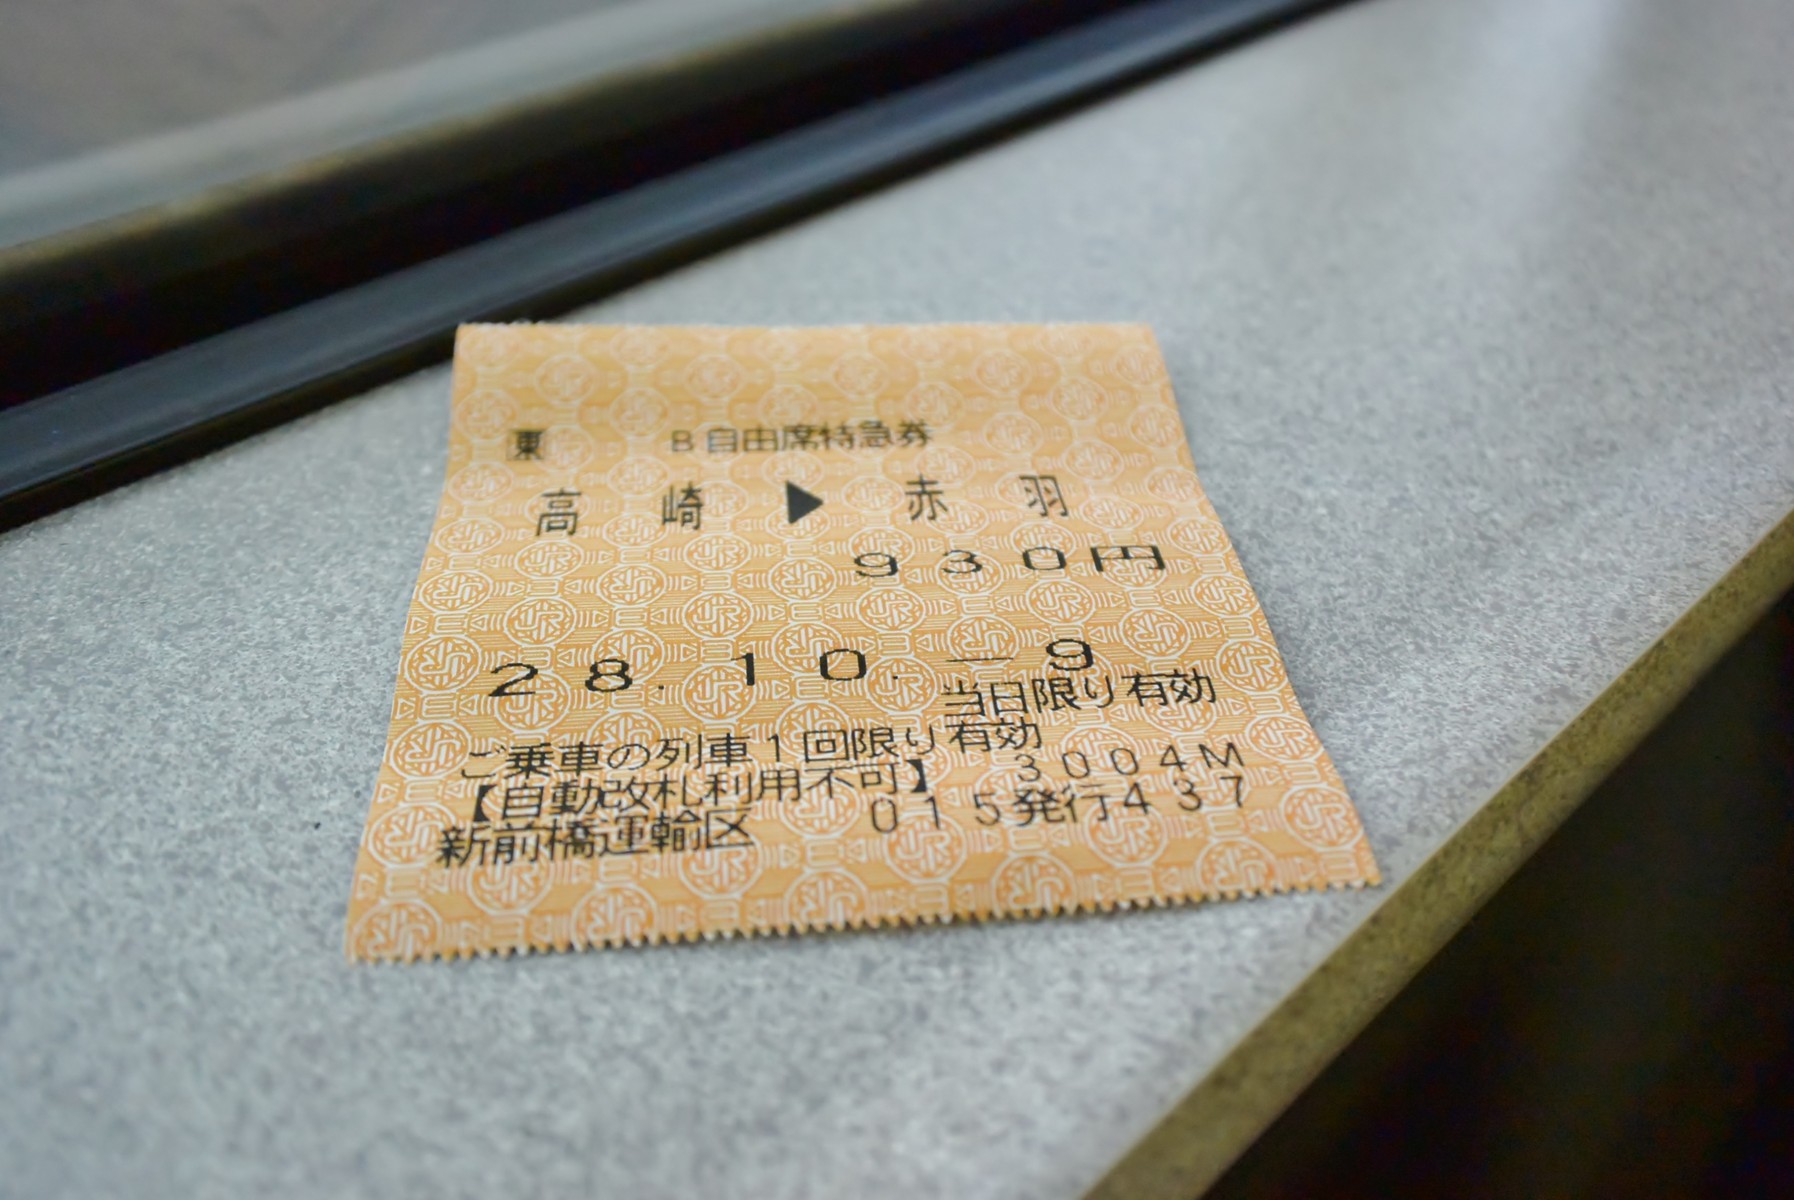 東 B自由席特急券
高崎▶赤羽
930円
28.10.-9
当日限り有効
ご乗車の列車1回限り有効
【自動改札利用不可】 3004M
新前橋運輸区 015発行437